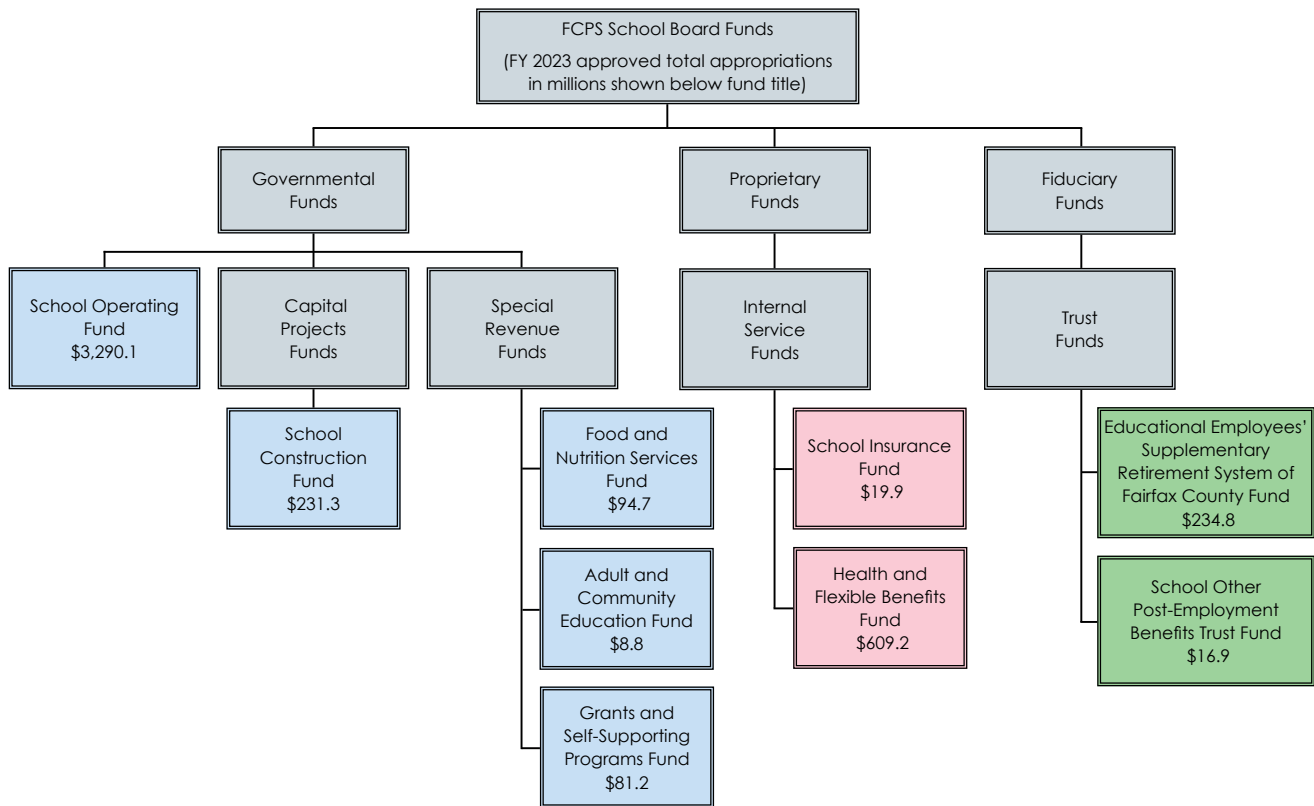 FCPS School Board Funds
(FY 2023 approved total appropriations
in millions shown below fund title)
Governmental
Funds
Proprietary
Funds
Fiduciary
Funds
School Operating
Fund
$3,290.1
Capital
Projects
Funds
Special
Revenue
Funds
Internal
Service
Funds
Trust
Funds
School
Construction
Fund
$231.3
Food and
Nutrition Services
Fund
$94.7
School Insurance
Fund
$19.9
Educational Employees’
Supplementary
Retirement System of
Fairfax County Fund
$234.8
Adult and
Community
Education Fund
$8.8
Health and
Flexible Benefits
Fund
$609.2
School Other
Post-Employment
Benefits Trust Fund
$16.9
Grants and
Self-Supporting
Programs Fund
$81.2